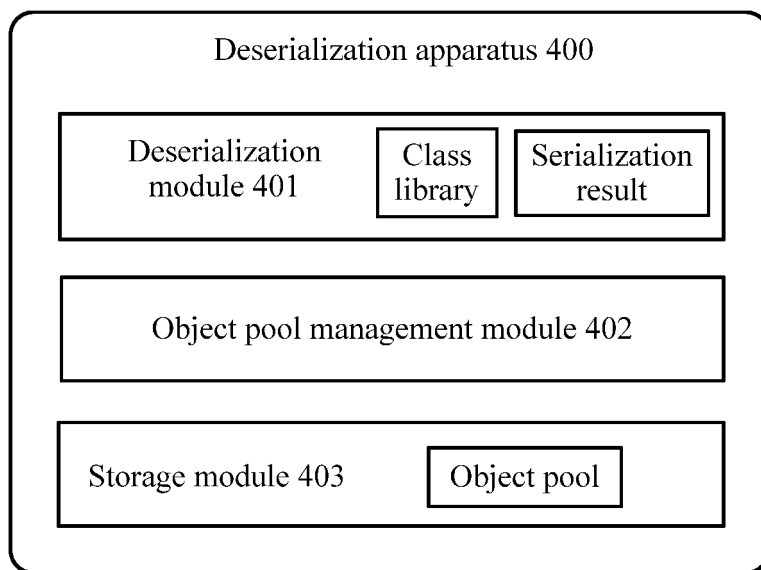 Deserialization apparatus 400
Deserialization
module 401
Class
library
Serialization
result
Object pool management module 402
Storage module 403
Object pool